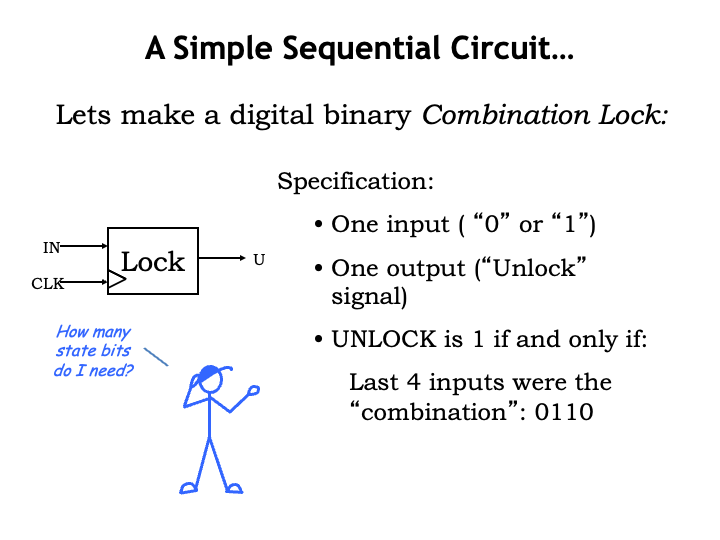 A Simple Sequential Circuit…
Lets make a digital binary Combination Lock:
Specification:
• One input ( “0” or “1”)
• One output (“Unlock”
signal)
• UNLOCK is 1 if and only if:
Last 4 inputs were the
“combination”: 0110
IN
CLK
Lock
U
How many
state bits
do I need?